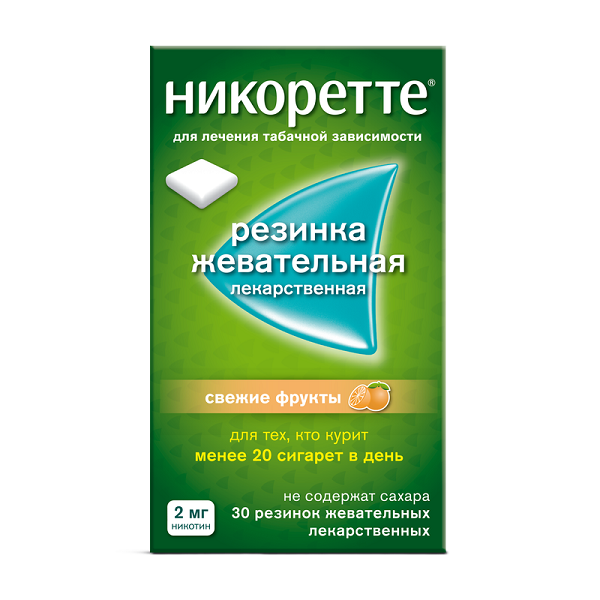 никоретте®
для лечения табачной зависимости
резинка
жевательная
лекарственная
свежие фрукты
для тех, кто курит
менее 20 сигарет в день
не содержат сахара
2 мг
никотин
30 резинок жевательных
лекарственных